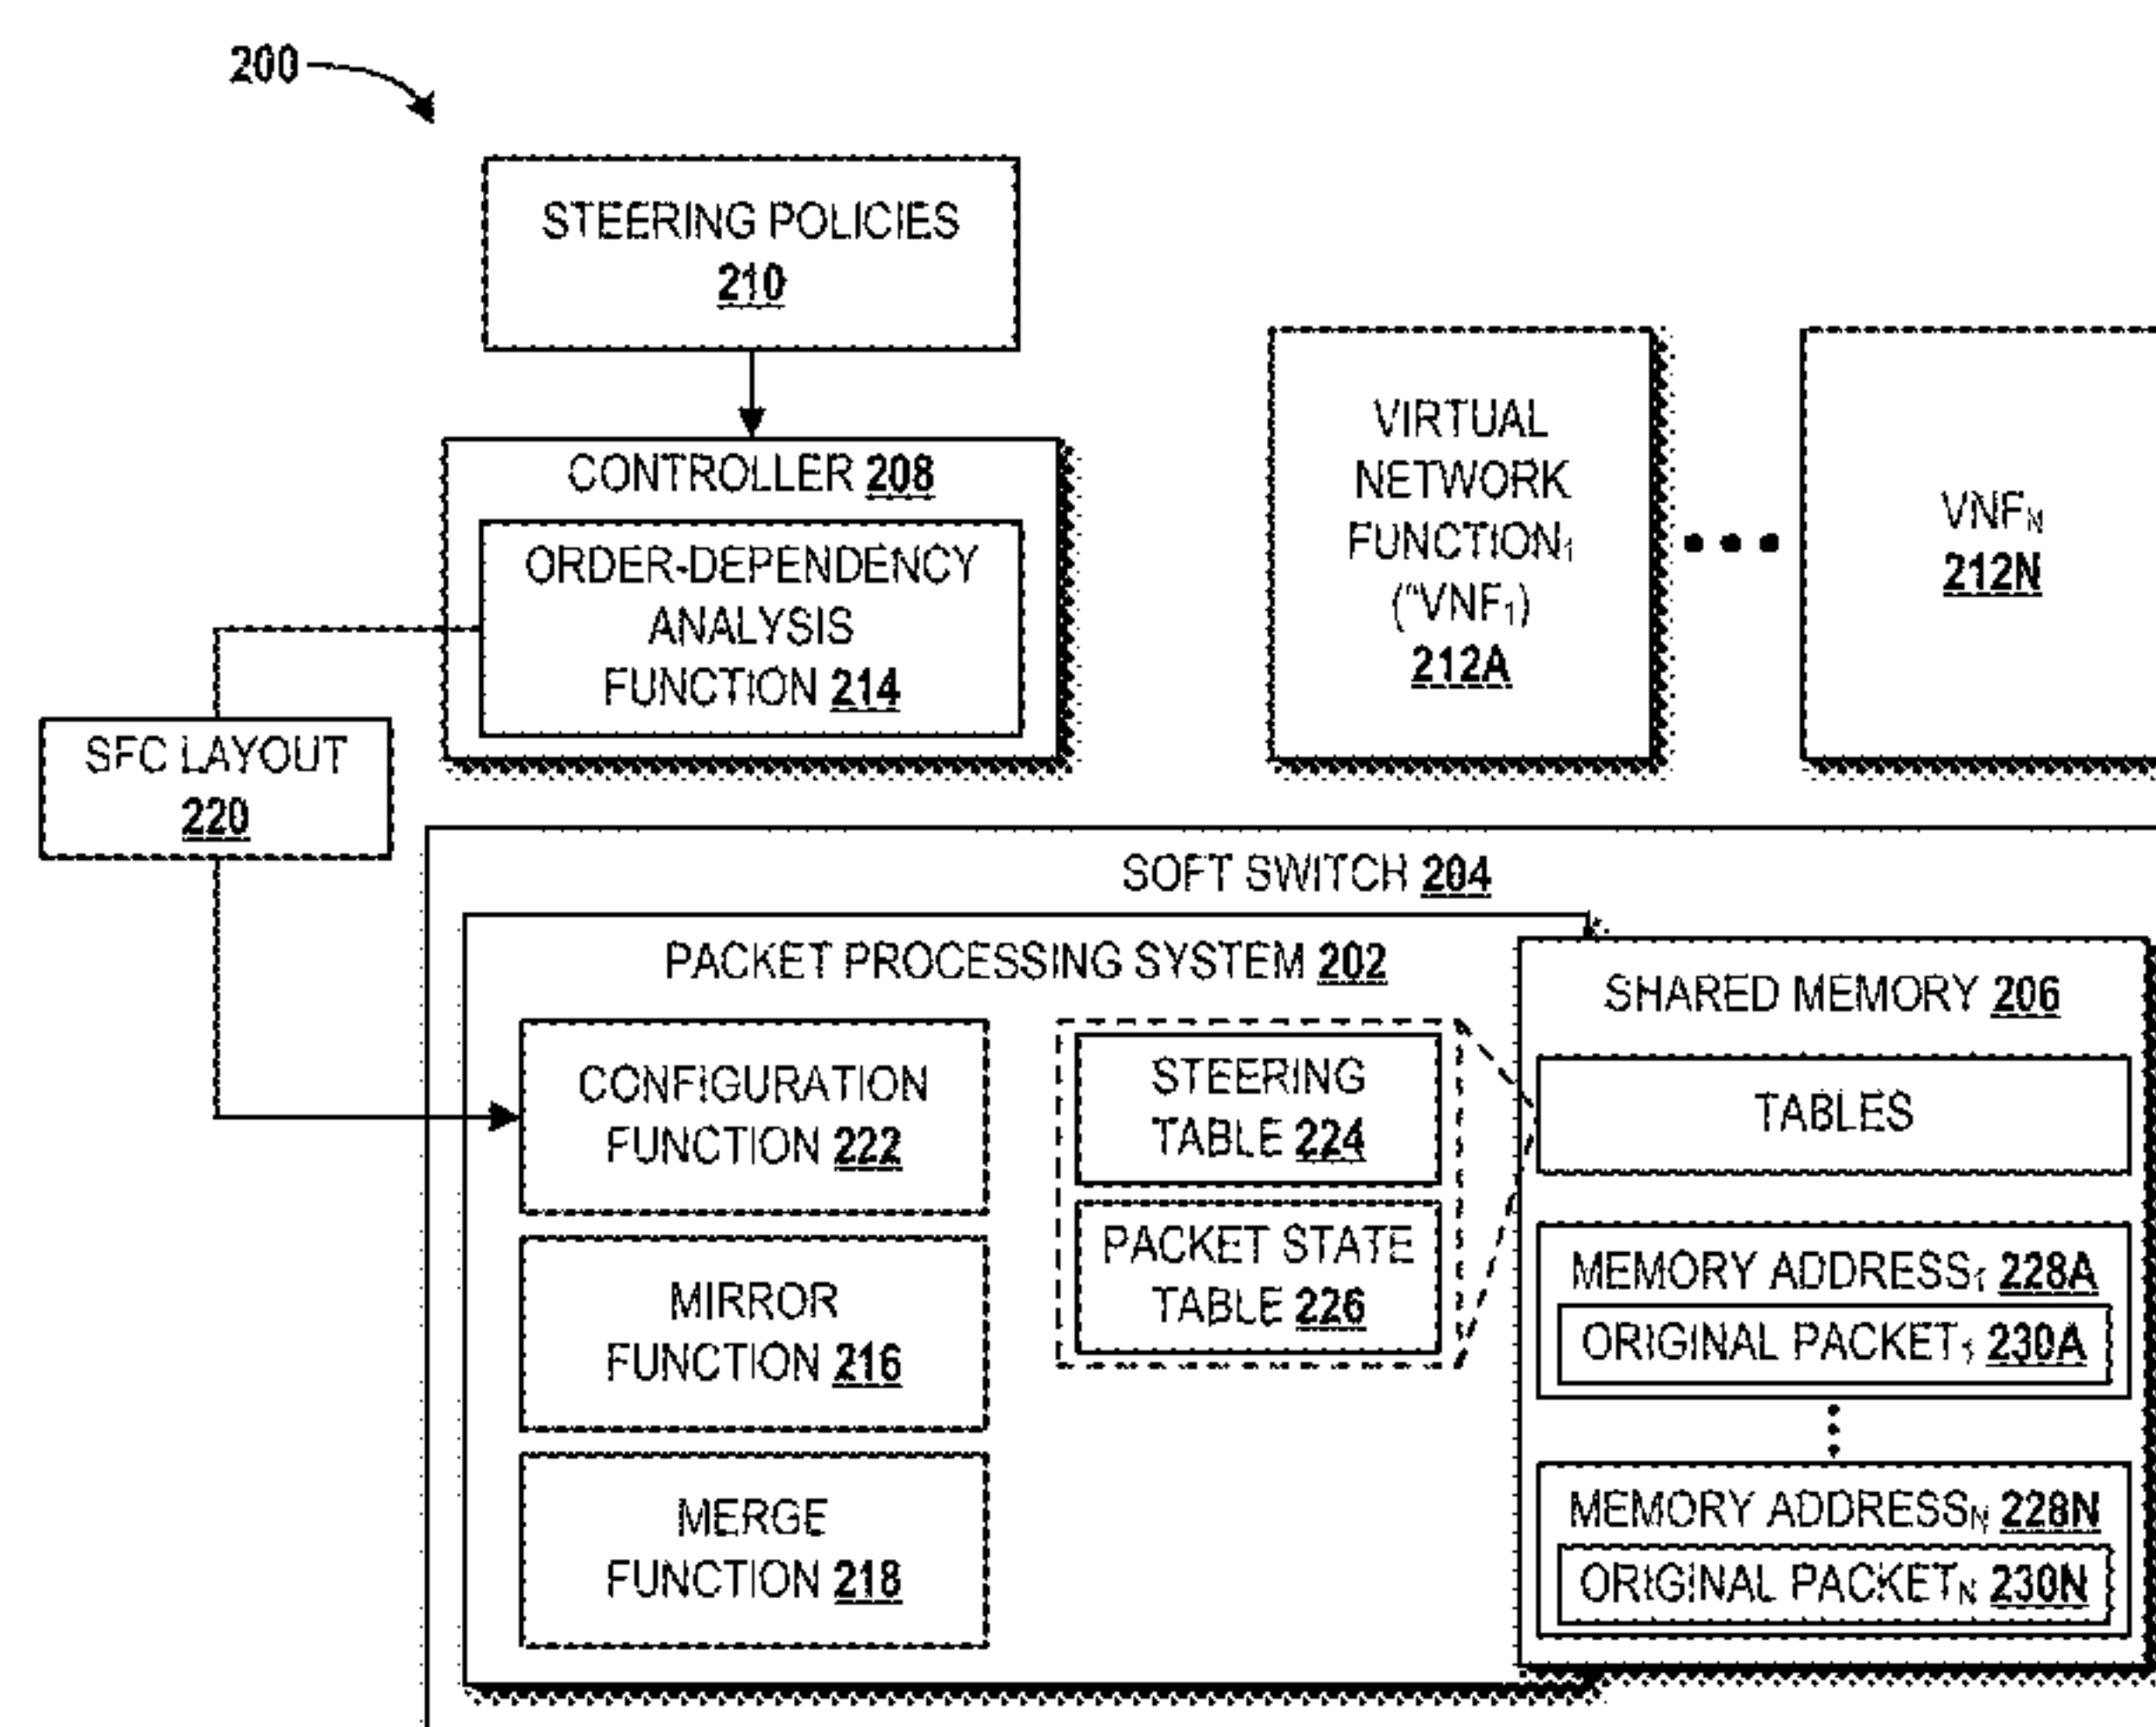 200
STEERING POLICIES
210
CONTROLLER 208
ORDER-DEPENDENCY
ANALYSIS
FUNCTION 214
VIRTUAL
NETWORK
FUNCTION₁
("VNF₁)
212A
VNFN
212N
SFC LAYOUT
220
SOFT SWITCH 204
PACKET PROCESSING SYSTEM 202
CONFIGURATION
FUNCTION 222
MIRROR
FUNCTION 216
MERGE
FUNCTION 218
STEERING
TABLE 224
PACKET STATE
TABLE 226
SHARED MEMORY 206
TABLES
MEMORY ADDRESS₁ 228A
ORIGINAL PACKET₁ 230A
MEMORY ADDRESSN 228N
ORIGINAL PACKETN 230N